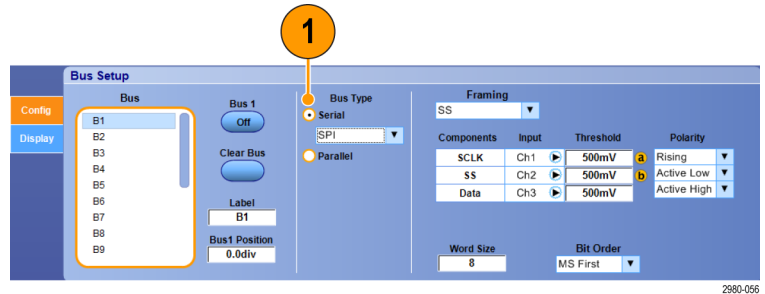 1
Bus Setup
Config
Display
Bus
B1
B2
B3
B4
B5
B6
B7
B8
B9
Bus 1
Off
Clear Bus
Label
B1
Bus1 Position
0.0div
Bus Type
Serial
SPI
Parallel
Framing
SS
Components Input Threshold Polarity
SCLK Ch1 500mV a Rising
SS Ch2 500mV b Active Low
Data Ch3 500mV Active High
Word Size
8
Bit Order
MS First
2980-056